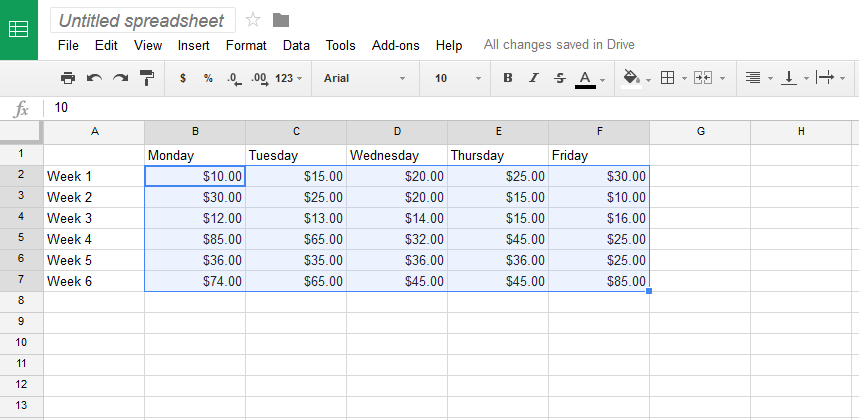 Untitled spreadsheet
File Edit View Insert Format Data Tools Add-ons Help All changes saved in Drive
$ % .0 .00 123 Arial 10 B I S A
fx 10
A B C D E F G H
1 Monday Tuesday Wednesday Thursday Friday
2 Week 1 $10.00 $15.00 $20.00 $25.00 $30.00
3 Week 2 $30.00 $25.00 $20.00 $15.00 $10.00
4 Week 3 $12.00 $13.00 $14.00 $15.00 $16.00
5 Week 4 $85.00 $65.00 $32.00 $45.00 $25.00
6 Week 5 $36.00 $35.00 $36.00 $36.00 $25.00
7 Week 6 $74.00 $65.00 $45.00 $45.00 $85.00
8
9
10
11
12
13